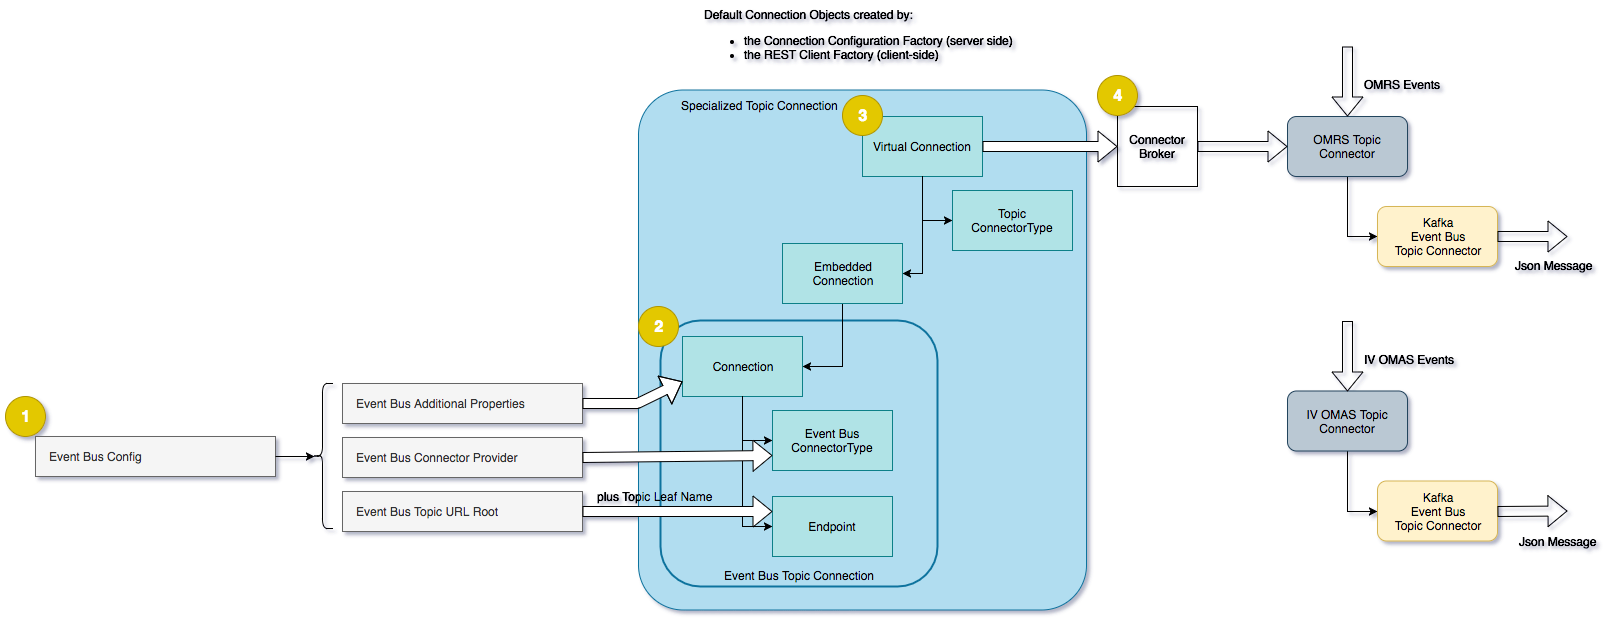 Default Connection Objects created by:
• the Connection Configuration Factory (server side)
• the REST Client Factory (client-side)
Specialized Topic Connection
3
Virtual Connection
4
Connector
Broker
OMRS Events
OMRS Topic
Connector
Topic
ConnectorType
Kafka
Event Bus
Topic Connector
Json Message
Embedded
Connection
2
Connection
1
Event Bus Config
Event Bus Additional Properties
Event Bus Connector Provider
Event Bus Topic URL Root
plus Topic Leaf Name
Event Bus
ConnectorType
Endpoint
Event Bus Topic Connection
IV OMAS Events
IV OMAS Topic
Connector
Kafka
Event Bus
Topic Connector
Json Message